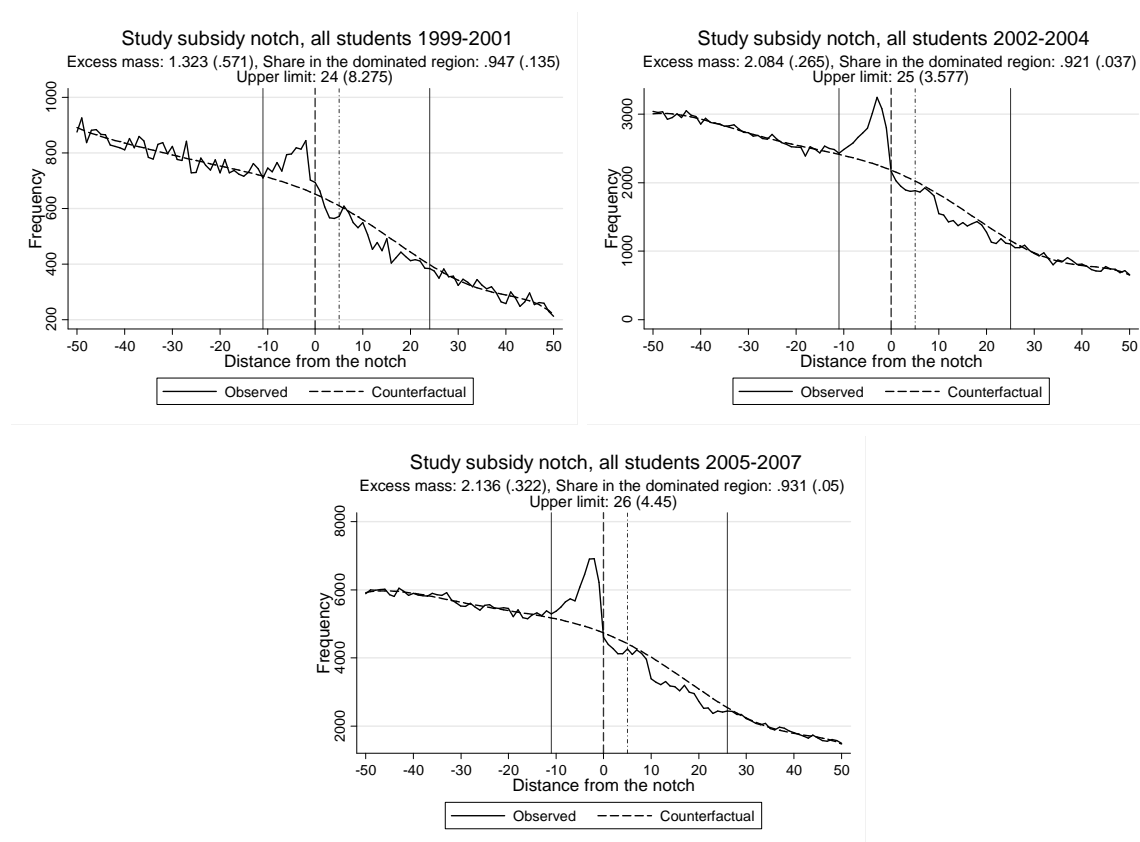 Study subsidy notch, all students 1999-2001
Excess mass: 1.323 (.571), Share in the dominated region: .947 (.135)
Upper limit: 24 (8.275)
1000
800
600
400
200
Frequency
-50 -40 -30 -20 -10 0 10 20 30 40 50
Distance from the notch
Observed Counterfactual
Study subsidy notch, all students 2002-2004
Excess mass: 2.084 (.265), Share in the dominated region: .921 (.037)
Upper limit: 25 (3.577)
3000
2000
1000
0
Frequency
-50 -40 -30 -20 -10 0 10 20 30 40 50
Distance from the notch
Observed Counterfactual
Study subsidy notch, all students 2005-2007
Excess mass: 2.136 (.322), Share in the dominated region: .931 (.05)
Upper limit: 26 (4.45)
8000
6000
4000
2000
Frequency
-50 -40 -30 -20 -10 0 10 20 30 40 50
Distance from the notch
Observed Counterfactual